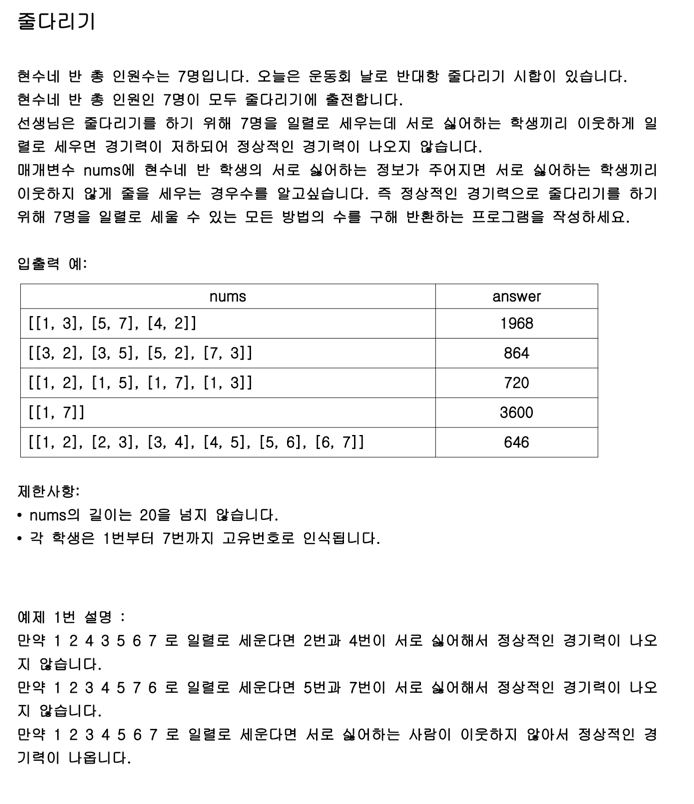 줄다리기
현수네 반 총 인원수는 7명입니다. 오늘은 운동회 날로 반대항 줄다리기 시합이 있습니다.
현수네 반 총 인원인 7명이 모두 줄다리기에 출전합니다.
선생님은 줄다리기를 하기 위해 7명을 일렬로 세우는데 서로 싫어하는 학생끼리 이웃하게 일
렬로 세우면 경기력이 저하되어 정상적인 경기력이 나오지 않습니다.
매개변수 nums에 현수네 반 학생의 서로 싫어하는 정보가 주어지면 서로 싫어하는 학생끼리
이웃하지 않게 줄을 세우는 경우수를 알고싶습니다. 즉 정상적인 경기력으로 줄다리기를 하기
위해 7명을 일렬로 세울 수 있는 모든 방법의 수를 구해 반환하는 프로그램을 작성하세요.
입출력 예:
nums answer
[[1, 3], [5, 7], [4, 2]] 1968
[[3, 2], [3, 5], [5, 2], [7, 3]] 864
[[1, 2], [1, 5], [1, 7], [1, 3]] 720
[[1, 7]] 3600
[[1, 2], [2, 3], [3, 4], [4, 5], [5, 6], [6, 7]] 646
제한사항:
• nums의 길이는 20을 넘지 않습니다.
• 각 학생은 1번부터 7번까지 고유번호로 인식됩니다.
예제 1번 설명 :
만약 1 2 4 3 5 6 7 로 일렬로 세운다면 2번과 4번이 서로 싫어해서 정상적인 경기력이 나오
지 않습니다.
만약 1 2 3 4 5 7 6 로 일렬로 세운다면 5번과 7번이 서로 싫어해서 정상적인 경기력이 나오
지 않습니다.
만약 1 2 3 4 5 6 7 로 일렬로 세운다면 서로 싫어하는 사람이 이웃하지 않아서 정상적인 경
기력이 나옵니다.